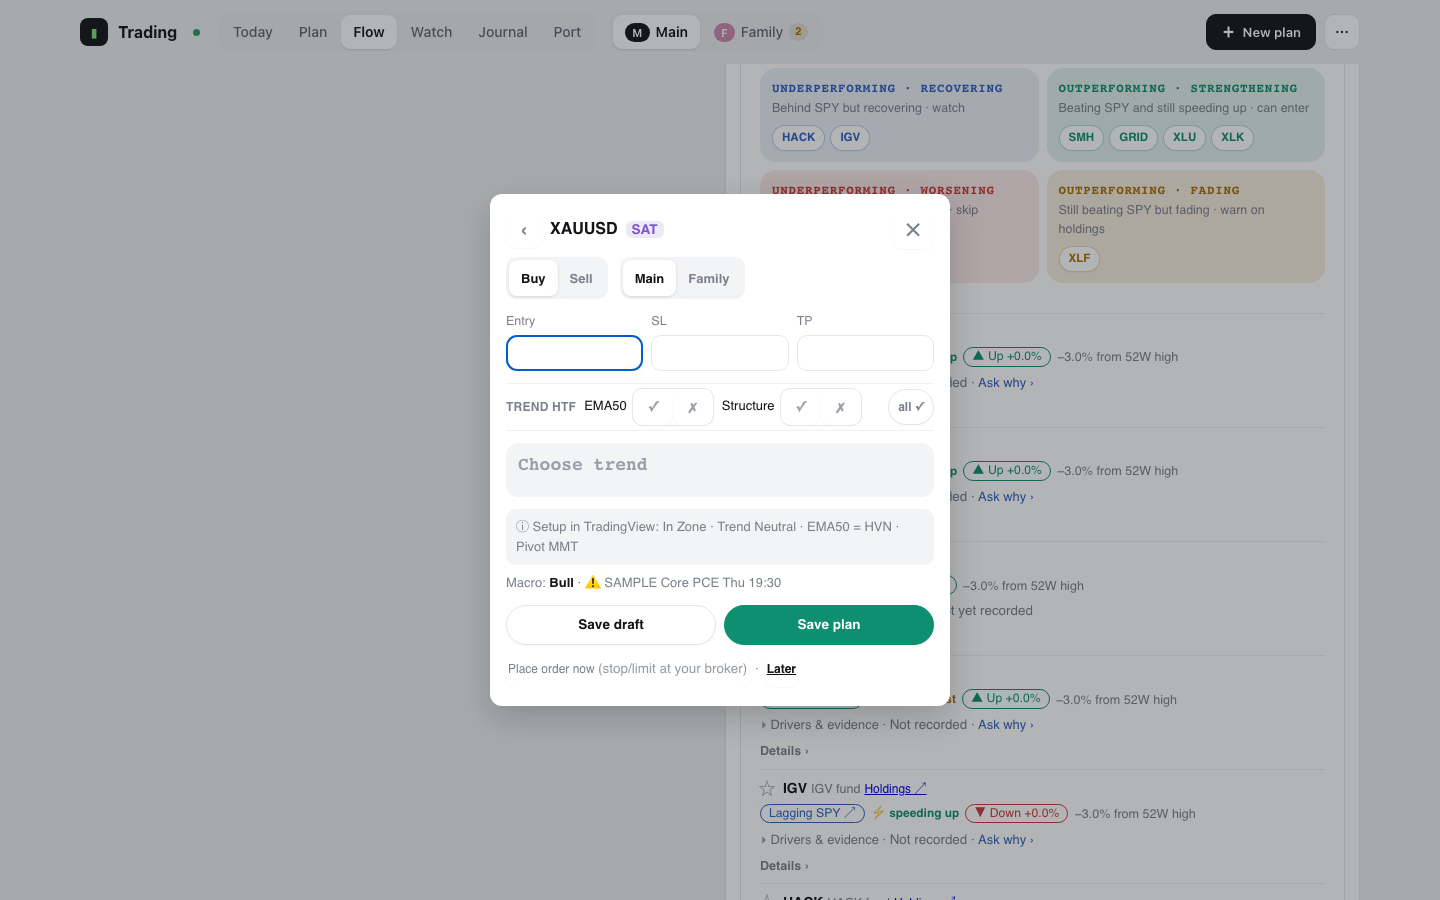 Trading
Today
Plan
Flow
Watch
Journal
Port
M Main
F Family 2
+ New plan
···
UNDERPERFORMING · RECOVERING
Behind SPY but recovering · watch
HACK
IGV
OUTPERFORMING · STRENGTHENING
Beating SPY and still speeding up · can enter
SMH
GRID
XLU
XLK
UNDERPERFORMING · WORSENING
· skip
OUTPERFORMING · FADING
Still beating SPY but fading · warn on
holdings
XLF
‹ XAUUSD SAT ✕
Buy Sell
Main Family
Entry
SL
TP
TREND HTF EMA50 ✓ ✗ Structure ✓ ✗ all ✓
Choose trend
ⓘ Setup in TradingView: In Zone · Trend Neutral · EMA50 = HVN ·
Pivot MMT
Macro: Bull · ⚠️ SAMPLE Core PCE Thu 19:30
Save draft
Save plan
Place order now (stop/limit at your broker) · Later
▲ Up +0.0% −3.0% from 52W high
· Ask why ›
▲ Up +0.0% −3.0% from 52W high
· Ask why ›
−3.0% from 52W high
yet recorded
▲ Up +0.0% −3.0% from 52W high
▸ Drivers & evidence · Not recorded · Ask why ›
Details ›
☆ IGV IGV fund Holdings ↗
Lagging SPY ↗ ⚡ speeding up ▼ Down +0.0% −3.0% from 52W high
▸ Drivers & evidence · Not recorded · Ask why ›
Details ›